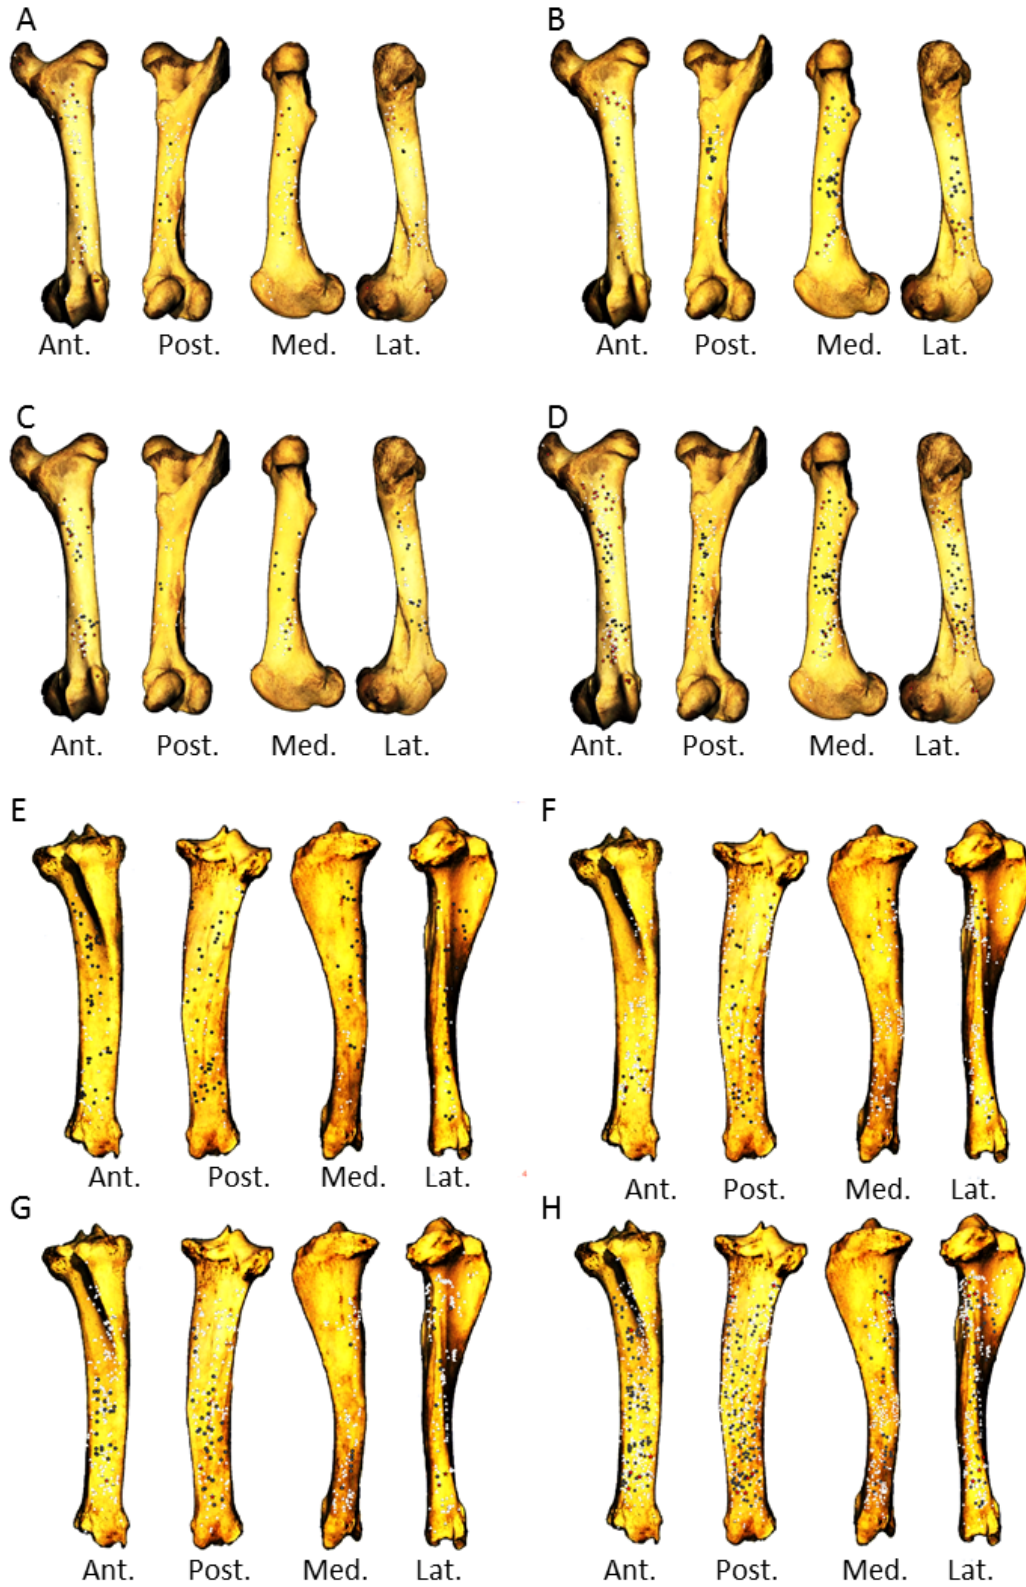 A B
Ant. Post. Med. Lat. Ant. Post. Med. Lat.
C D
Ant. Post. Med. Lat. Ant. Post. Med. Lat.
E F
Ant. Post. Med. Lat. Ant. Post. Med. Lat.
G H
Ant. Post. Med. Lat. Ant. Post. Med. Lat.